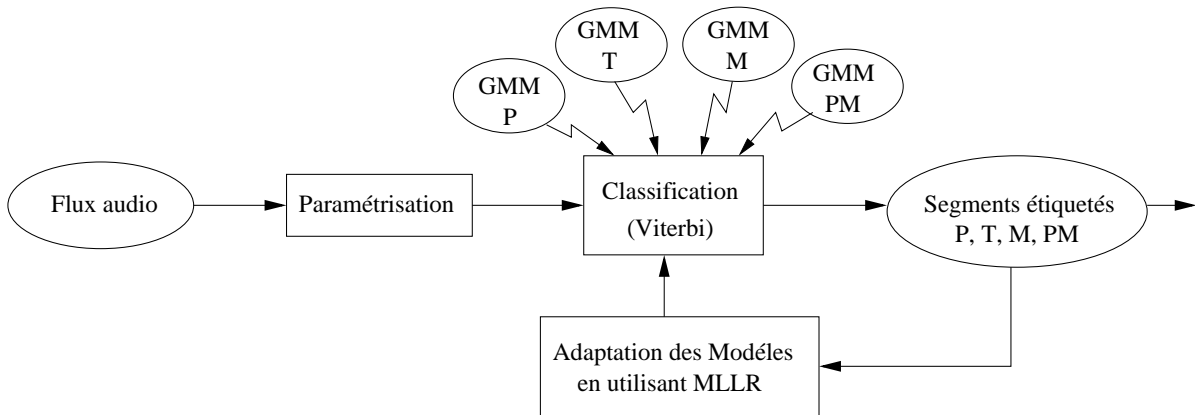 GMM
T
GMM
M
GMM
P
GMM
PM
Flux audio
Paramétrisation
Classification
(Viterbi)
Segments étiquetés
P, T, M, PM
Adaptation des Modéles
en utilisant MLLR